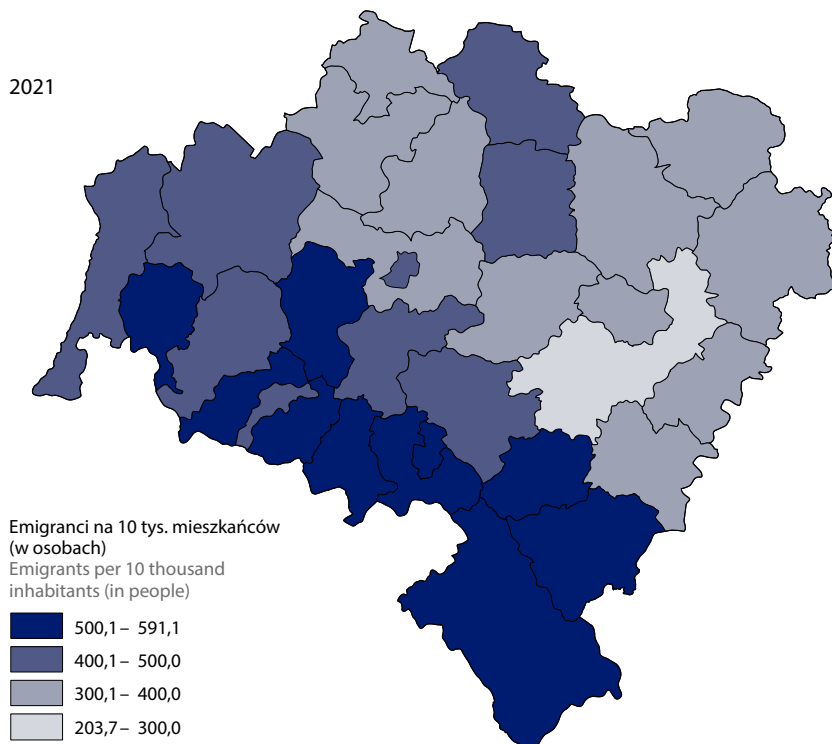 2021
Emigranci na 10 tys. mieszkańców
(w osobach)
Emigrants per 10 thousand
inhabitants (in people)
500,1 – 591,1
400,1 – 500,0
300,1 – 400,0
203,7 – 300,0